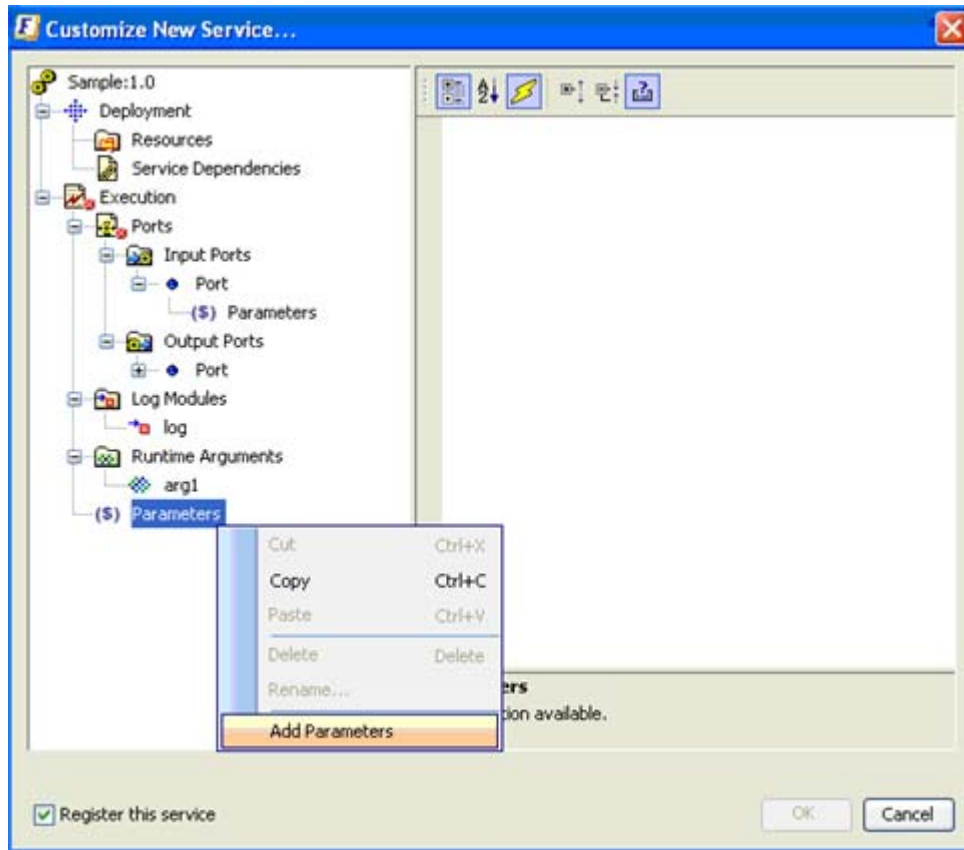 Customize New Service...
Sample:1.0
Deployment
Resources
Service Dependencies
Execution
Ports
Input Ports
Port
($) Parameters
Output Ports
Port
Log Modules
log
Runtime Arguments
arg1
($) Parameters
Cut Ctrl+X
Copy Ctrl+C
Paste Ctrl+V
Delete Delete
Rename...
Add Parameters
ers
ion available.
Register this service
OK
Cancel